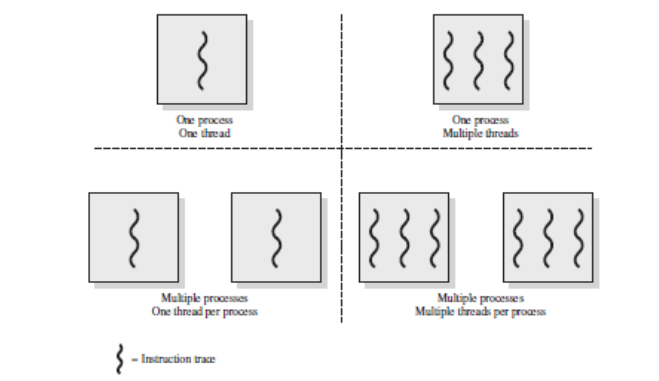 One process
One thread
One process
Multiple threads
Multiple processes
One thread per process
Multiple processes
Multiple threads per process
= Instruction trace